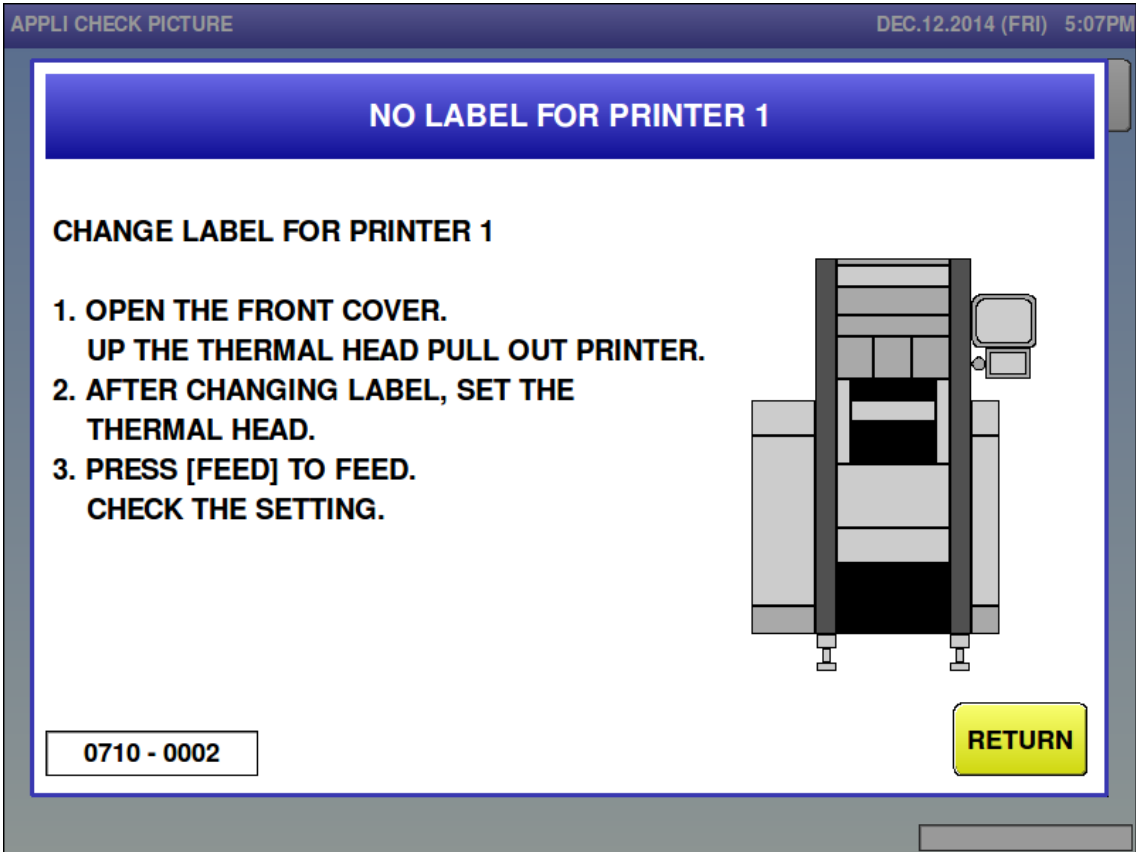 APPLI CHECK PICTURE
DEC.12.2014 (FRI) 5:07PM
NO LABEL FOR PRINTER 1
CHANGE LABEL FOR PRINTER 1
1. OPEN THE FRONT COVER.
UP THE THERMAL HEAD PULL OUT PRINTER.
2. AFTER CHANGING LABEL, SET THE
THERMAL HEAD.
3. PRESS [FEED] TO FEED.
CHECK THE SETTING.
0710 - 0002
RETURN